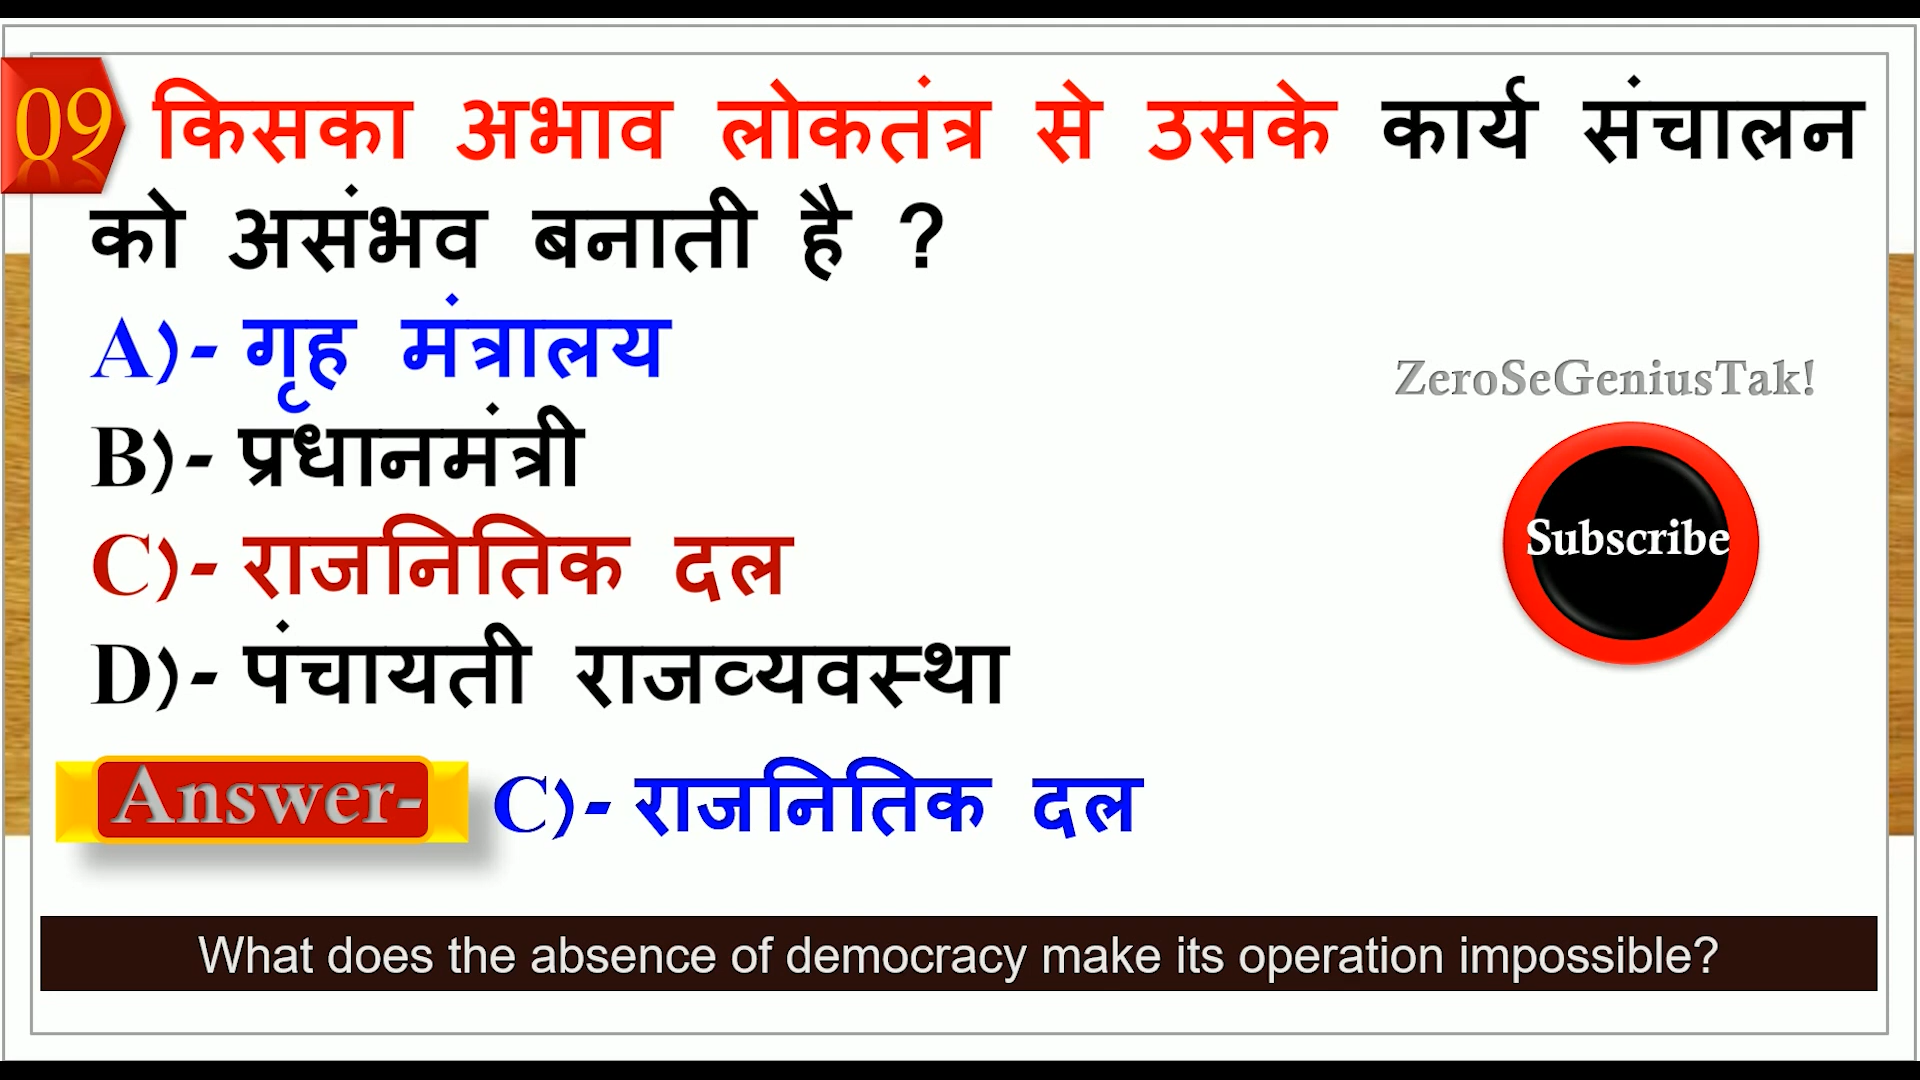 09 किसका अभाव लोकतंत्र से उसके कार्य संचालन
को असंभव बनाती है ?
A)- गृह मंत्रालय
B)- प्रधानमंत्री
C)- राजनितिक दल
D)- पंचायती राजव्यवस्था
ZeroSeGeniusTak!
Subscribe
Answer- C)- राजनितिक दल
What does the absence of democracy make its operation impossible?